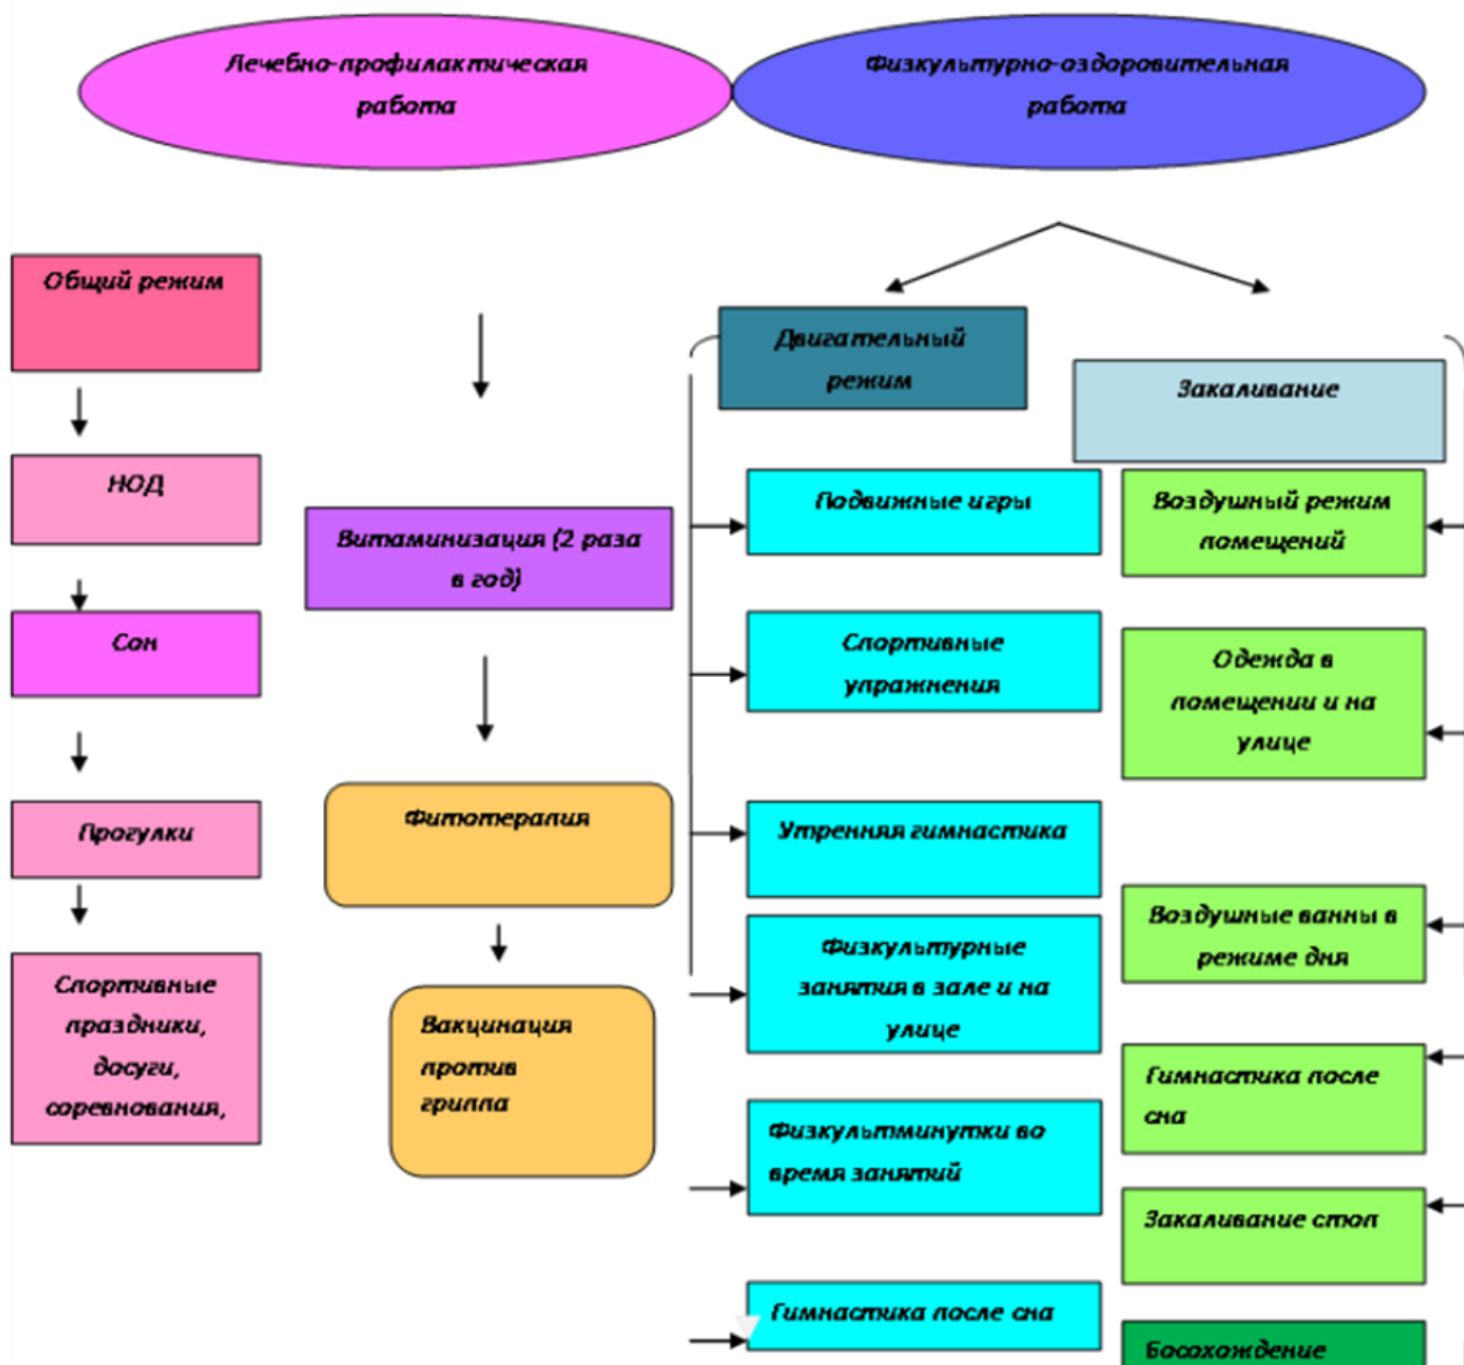 Лечебно-профилактическая
работа
Физкультурно-оздоровительная
работа
Общий режим
НОД
Сон
Прогулки
Спортивные
праздники,
досуги,
соревнования,
Витаминизация (2 раза
в год)
Фитотерапия
Вакцинация
против
гриппа
Двигательный
режим
Подвижные игры
Спортивные
упражнения
Утренняя гимнастика
Физкультурные
занятия в зале и на
улице
Физкультминутки во
время занятий
Гимнастика после сна
Закаливание
Воздушный режим
помещений
Одежда в
помещении и на
улице
Воздушные ванны в
режиме дня
Гимнастика после
сна
Закаливание стоп
Босохождение